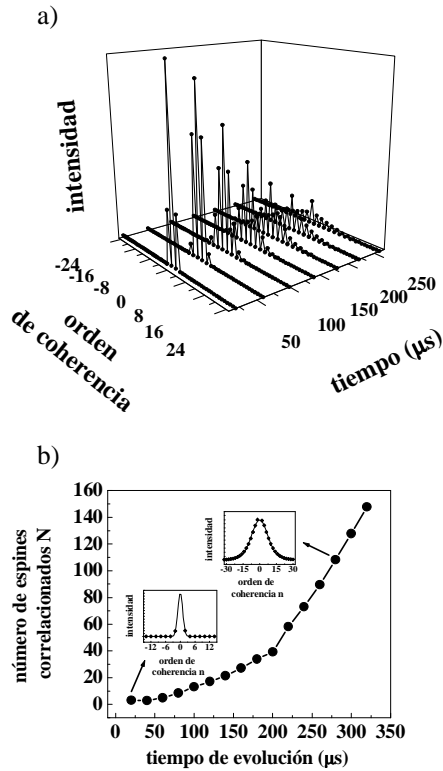 a)
intensidad
-24
-16
-8
0
8
16
24
orden
de coherencia
50
100
150
200
250
tiempo (μs)
b)
160
140
120
100
80
60
40
20
0
número de espines
correlacionados N
intensidad
-30 -15 0 15 30
orden de
coherencia n
intensidad
-12 -6 0 6 12
orden de
coherencia n
0 50 100 150 200 250 300 350
tiempo de evolución (μs)